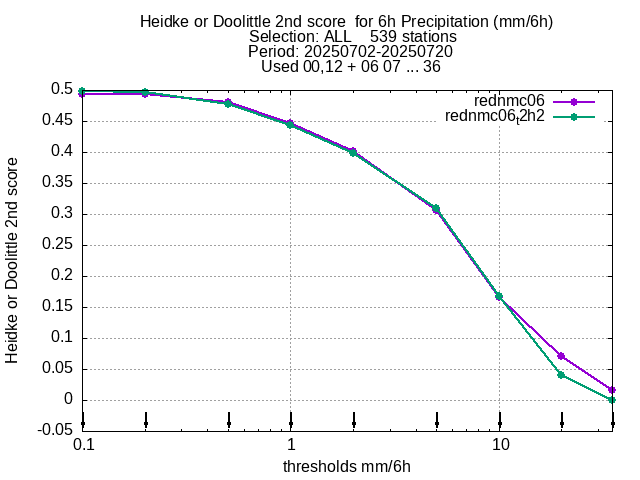 Heidke or Doolittle 2nd score  for 6h Precipitation (mm/6h)
Selection: ALL    539 stations
Period: 20250702-20250720
Used 00,12 + 06 07 ... 36
rednmc06
rednmc06,2h2
Heidke or Doolittle 2nd score
0.5
0.45
0.4
0.35
0.3
0.25
0.2
0.15
0.1
0.05
0
-0.05
0.1
1
10
thresholds mm/6h